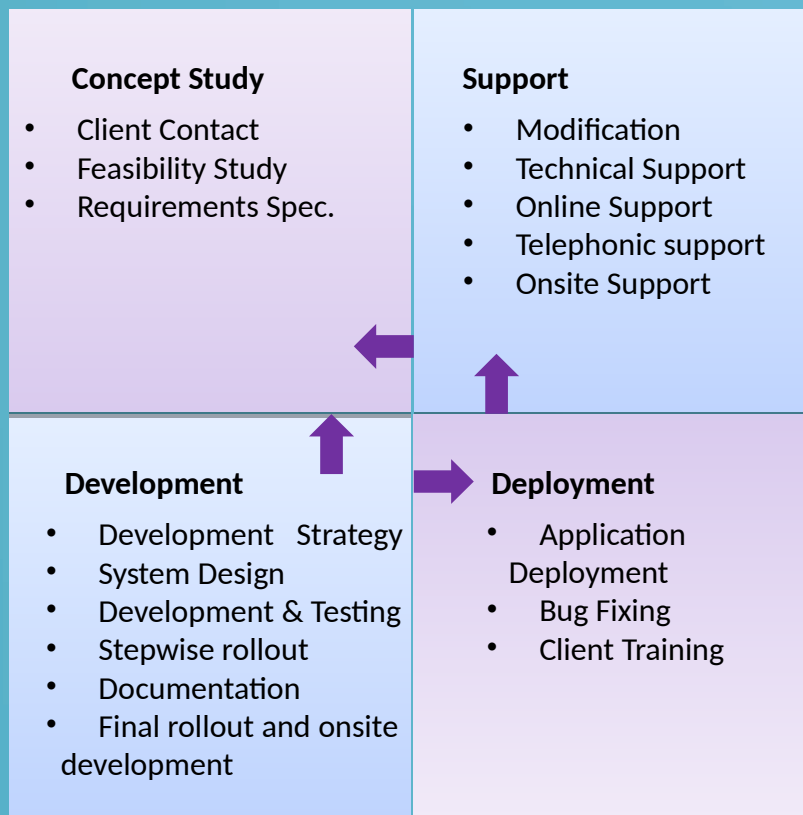 Concept Study
• Client Contact
• Feasibility Study
• Requirements Spec.
Support
• Modification
• Technical Support
• Online Support
• Telephonic support
• Onsite Support
Development
• Development Strategy
• System Design
• Development & Testing
• Stepwise rollout
• Documentation
• Final rollout and onsite
development
Deployment
• Application
Deployment
• Bug Fixing
• Client Training